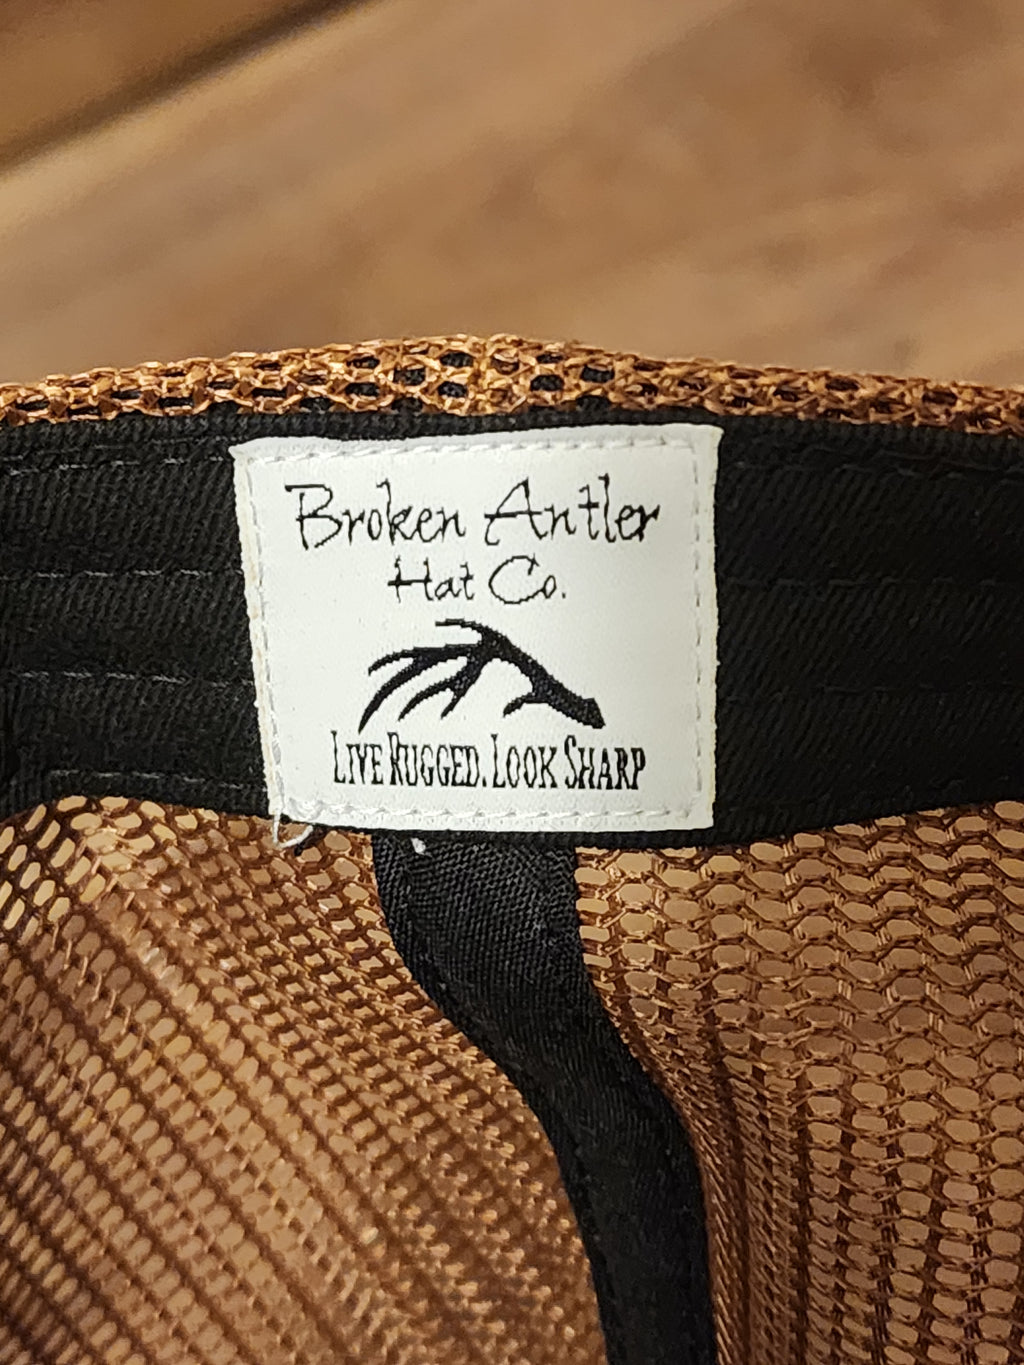 Broken Antler
Hat Co.
LIVE RUGGED. LOOK SHARP